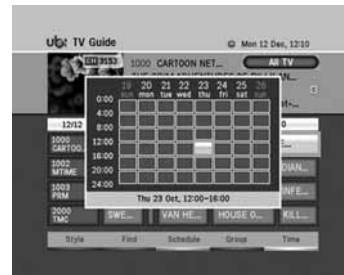 ubi TV Guide
Mon 12 Dec, 12:10
1000 CARTOON NET...
All TV
19 20 21 22 23 24 25 26
sun mon tue wed thu fri sat sun
0:00
4:00
8:00
12:00
16:00
20:00
24:00
Thu 23 Oct, 12:00-16:00
12/12
1000
CARTOO...
1002
MTIME
DIAN...
1003
PRM
INFE...
2000
TMC
SWE...
VAN HE...
HOUSE O...
KILL...
Style
Find
Schedule
Group
Time